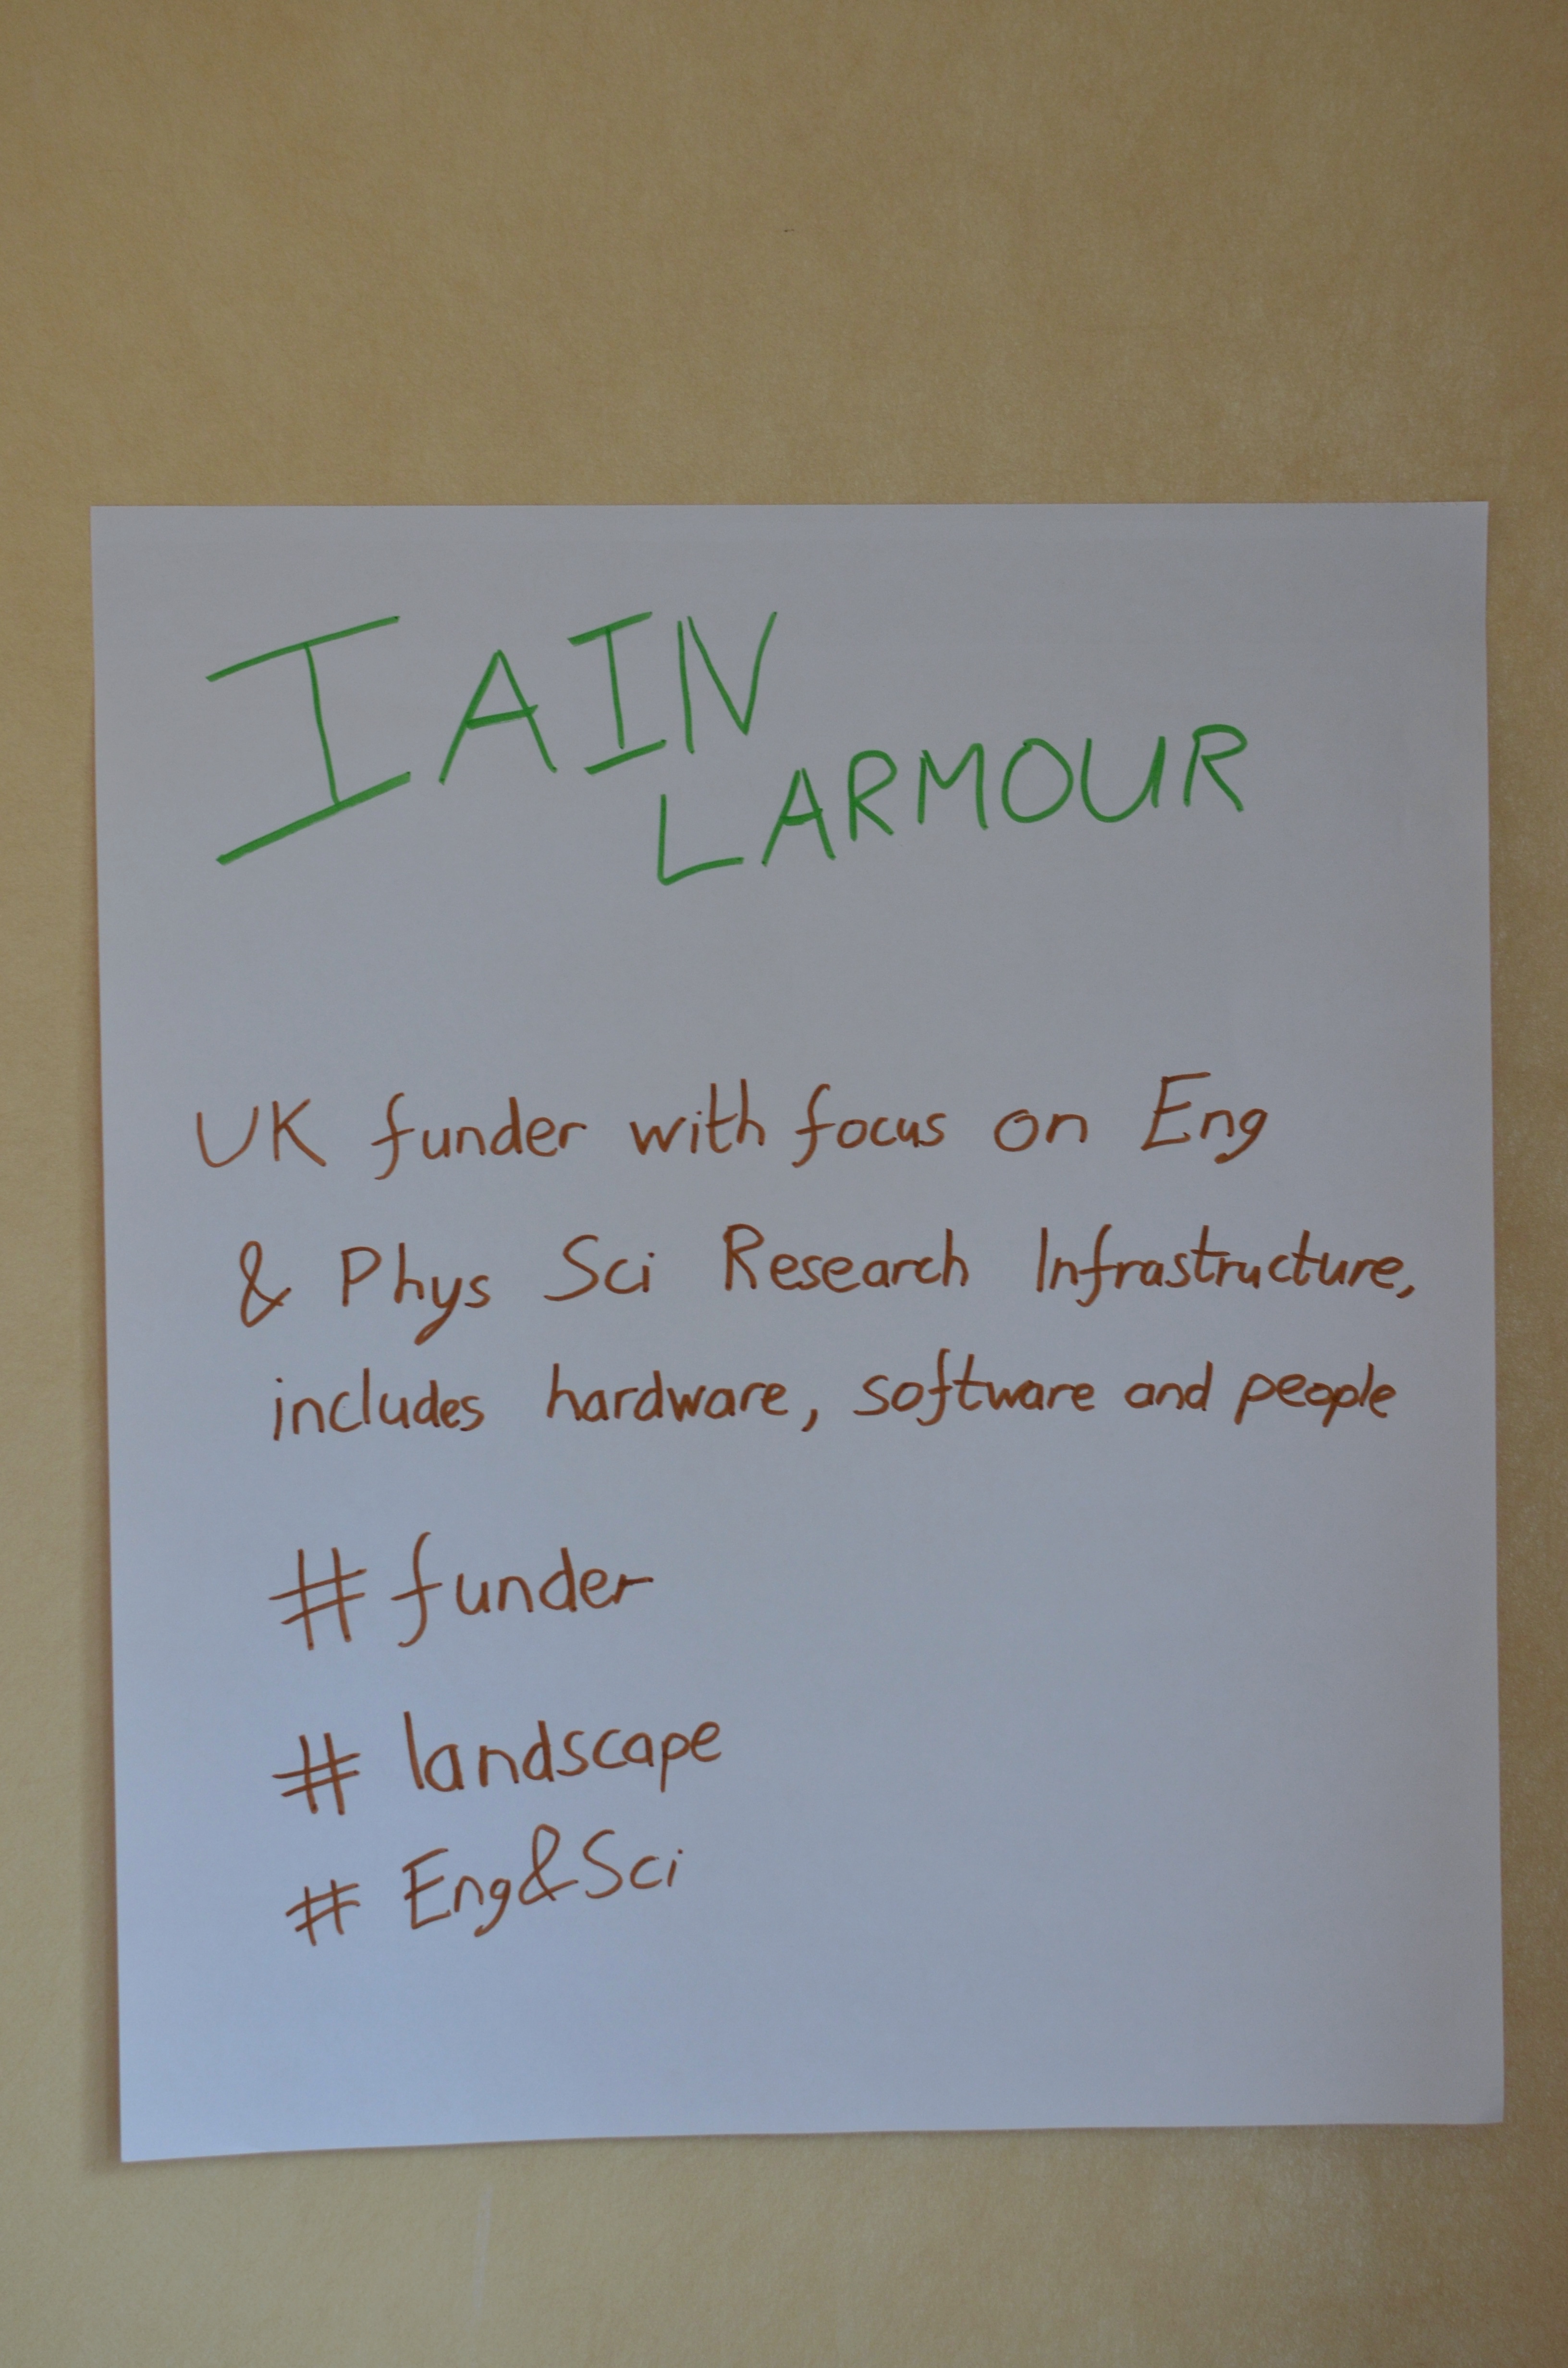 IAIN
LARMOUR
UK funder with focus on Eng
& Phys Sci Research Infrastructure,
includes hardware, software and people
# funder
# landscape
# Eng&Sci